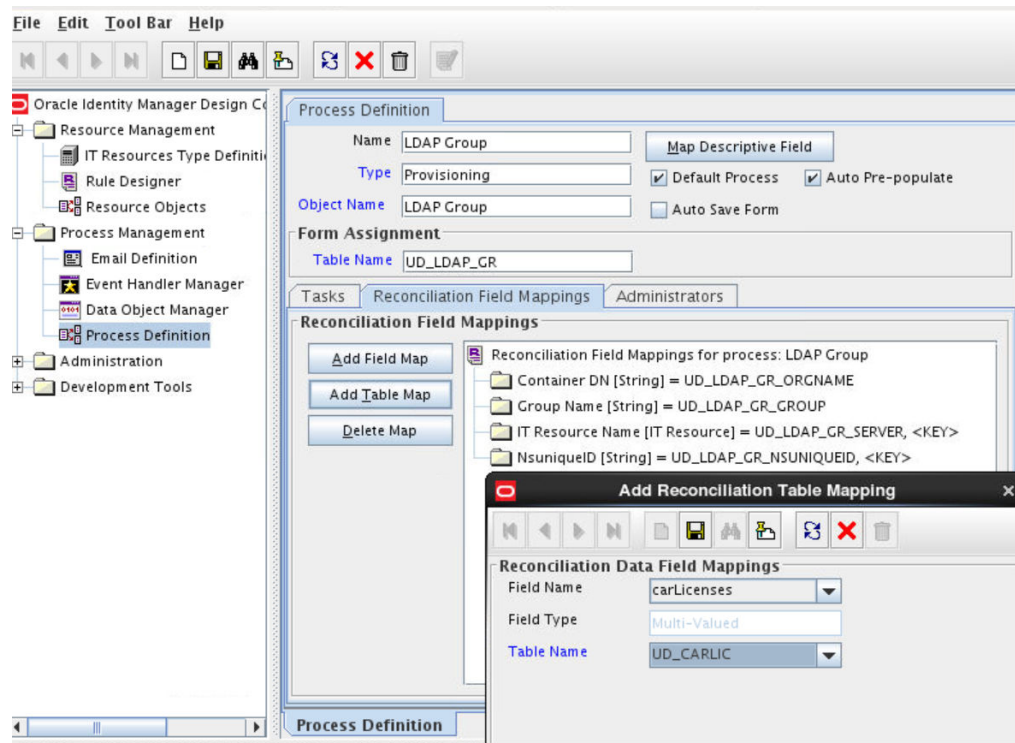 File Edit Tool Bar Help
Oracle Identity Manager Design Co
Resource Management
IT Resources Type Definiti
Rule Designer
Resource Objects
Process Management
Email Definition
Event Handler Manager
Data Object Manager
Process Definition
Administration
Development Tools
Process Definition
Name LDAP Group
Map Descriptive Field
Type Provisioning
Default Process Auto Pre-populate
Object Name LDAP Group
Auto Save Form
Form Assignment
Table Name UD_LDAP_GR
Tasks Reconciliation Field Mappings Administrators
Reconciliation Field Mappings
Add Field Map
Add Table Map
Delete Map
Reconciliation Field Mappings for process: LDAP Group
Container DN [String] = UD_LDAP_GR_ORGNAME
Group Name [String] = UD_LDAP_GR_GROUP
IT Resource Name [IT Resource] = UD_LDAP_GR_SERVER, <KEY>
NsuniqueID [String] = UD_LDAP_GR_NSUNIQUEID, <KEY>
Add Reconciliation Table Mapping
Reconciliation Data Field Mappings
Field Name carLicenses
Field Type Multi-Valued
Table Name UD_CARLIC
Process Definition